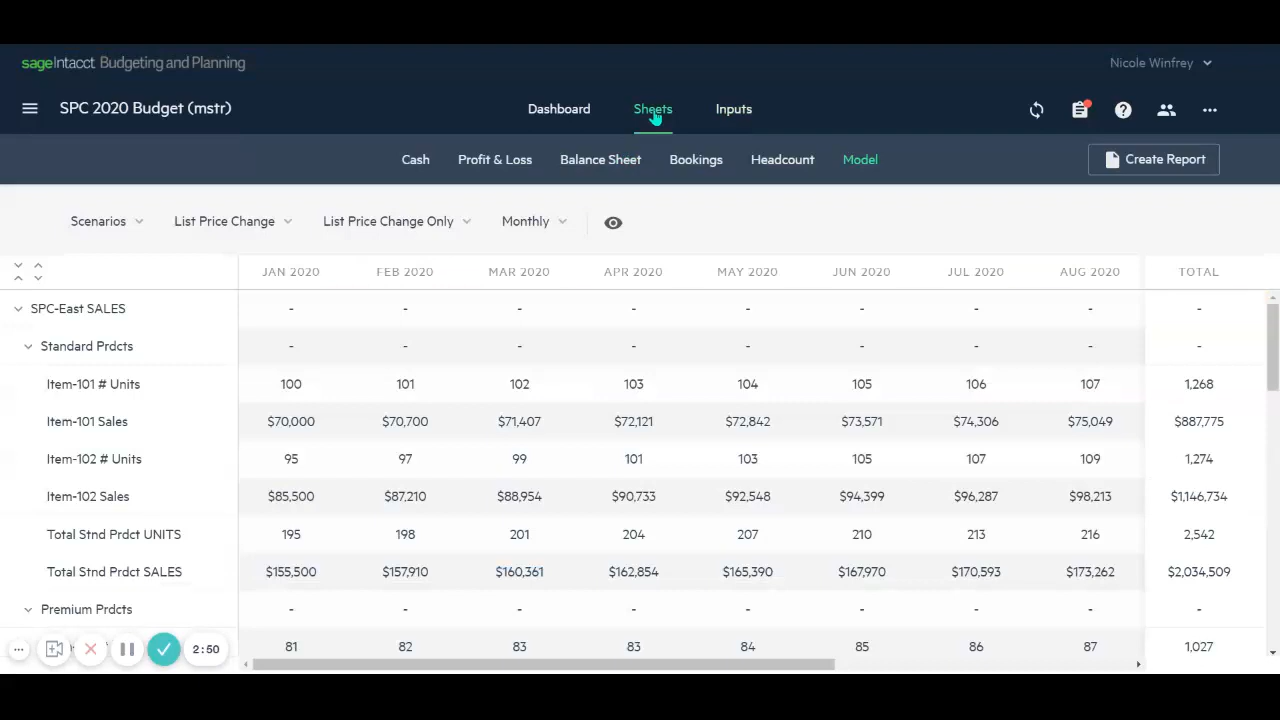 sageIntacct Budgeting and Planning
Nicole Winfrey
SPC 2020 Budget (mstr)
Dashboard Sheets Inputs
Cash Profit & Loss Balance Sheet Bookings Headcount Model
Create Report
Scenarios List Price Change List Price Change Only Monthly
JAN 2020 FEB 2020 MAR 2020 APR 2020 MAY 2020 JUN 2020 JUL 2020 AUG 2020 TOTAL
SPC-East SALES - - - - - - - - -
Standard Prdcts - - - - - - - - -
Item-101 # Units 100 101 102 103 104 105 106 107 1,268
Item-101 Sales $70,000 $70,700 $71,407 $72,121 $72,842 $73,571 $74,306 $75,049 $887,775
Item-102 # Units 95 97 99 101 103 105 107 109 1,274
Item-102 Sales $85,500 $87,210 $88,954 $90,733 $92,548 $94,399 $96,287 $98,213 $1,146,734
Total Stnd Prdct UNITS 195 198 201 204 207 210 213 216 2,542
Total Stnd Prdct SALES $155,500 $157,910 $160,361 $162,854 $165,390 $167,970 $170,593 $173,262 $2,034,509
Premium Prdcts - - - - - - - - -
81 82 83 83 84 85 86 87 1,027
2:50